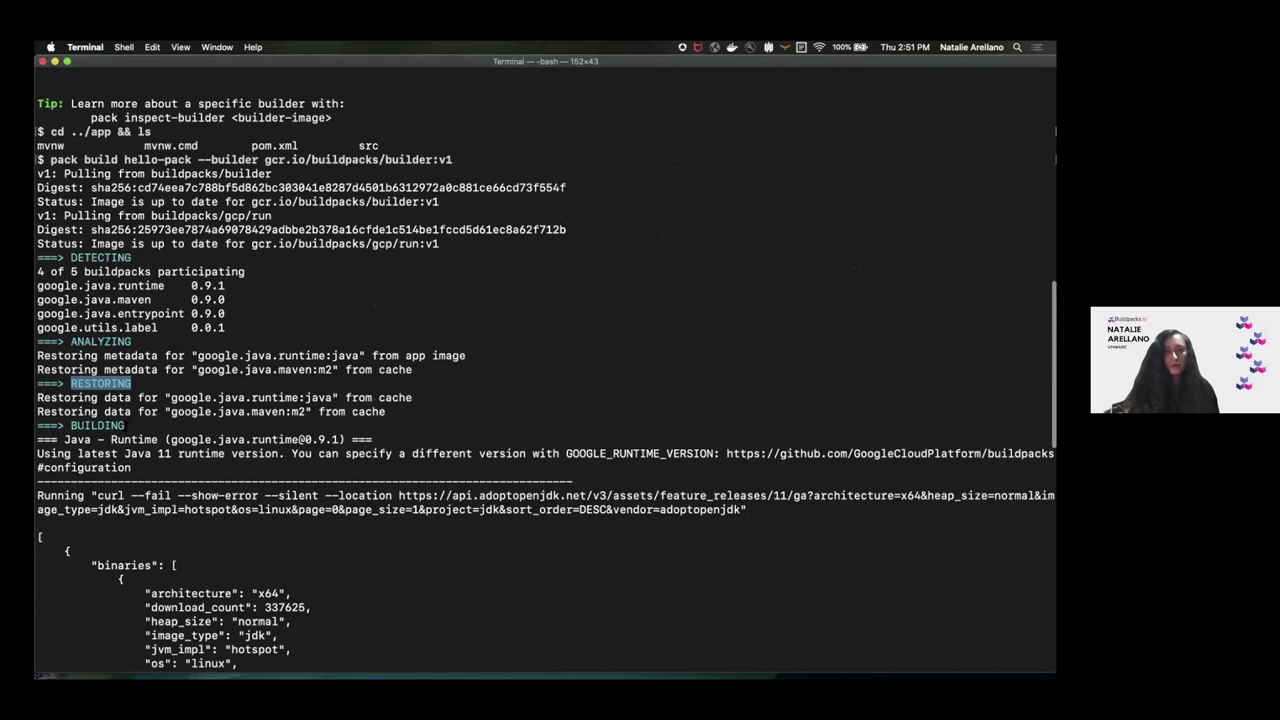 Terminal Shell Edit View Window Help 100% Thu 2:51 PM Natalie Arellano
Terminal — -bash — 152×43
Tip: Learn more about a specific builder with:
pack inspect-builder <builder-image>
$ cd ../app && ls
mvnw mvnw.cmd pom.xml src
$ pack build hello-pack --builder gcr.io/buildpacks/builder:v1
v1: Pulling from buildpacks/builder
Digest: sha256:cd74eea7c788bf5d862bc303041e8287d4501b6312972a0c881ce66cd73f554f
Status: Image is up to date for gcr.io/buildpacks/builder:v1
v1: Pulling from buildpacks/gcp/run
Digest: sha256:25973ee7874a69078429adbbe2b378a16cfde1c514be1fccd5d61ec8a62f712b
Status: Image is up to date for gcr.io/buildpacks/gcp/run:v1
===> DETECTING
4 of 5 buildpacks participating
google.java.runtime 0.9.1
google.java.maven 0.9.0
google.java.entrypoint 0.9.0
google.utils.label 0.0.1
===> ANALYZING
Restoring metadata for "google.java.runtime:java" from app image
Restoring metadata for "google.java.maven:m2" from cache
===> RESTORING
Restoring data for "google.java.runtime:java" from cache
Restoring data for "google.java.maven:m2" from cache
===> BUILDING
=== Java - Runtime (google.java.runtime@0.9.1) ===
Using latest Java 11 runtime version. You can specify a different version with GOOGLE_RUNTIME_VERSION: https://github.com/GoogleCloudPlatform/buildpacks
#configuration
--------------------------------------------------------------------------------
Running "curl --fail --show-error --silent --location https://api.adoptopenjdk.net/v3/assets/feature_releases/11/ga?architecture=x64&heap_size=normal&im
age_type=jdk&jvm_impl=hotspot&os=linux&page=0&page_size=1&project=jdk&sort_order=DESC&vendor=adoptopenjdk"
[
{
"binaries": [
{
"architecture": "x64",
"download_count": 337625,
"heap_size": "normal",
"image_type": "jdk",
"jvm_impl": "hotspot",
"os": "linux",
Buildpacks.io
NATALIE
ARELLANO
VMWARE